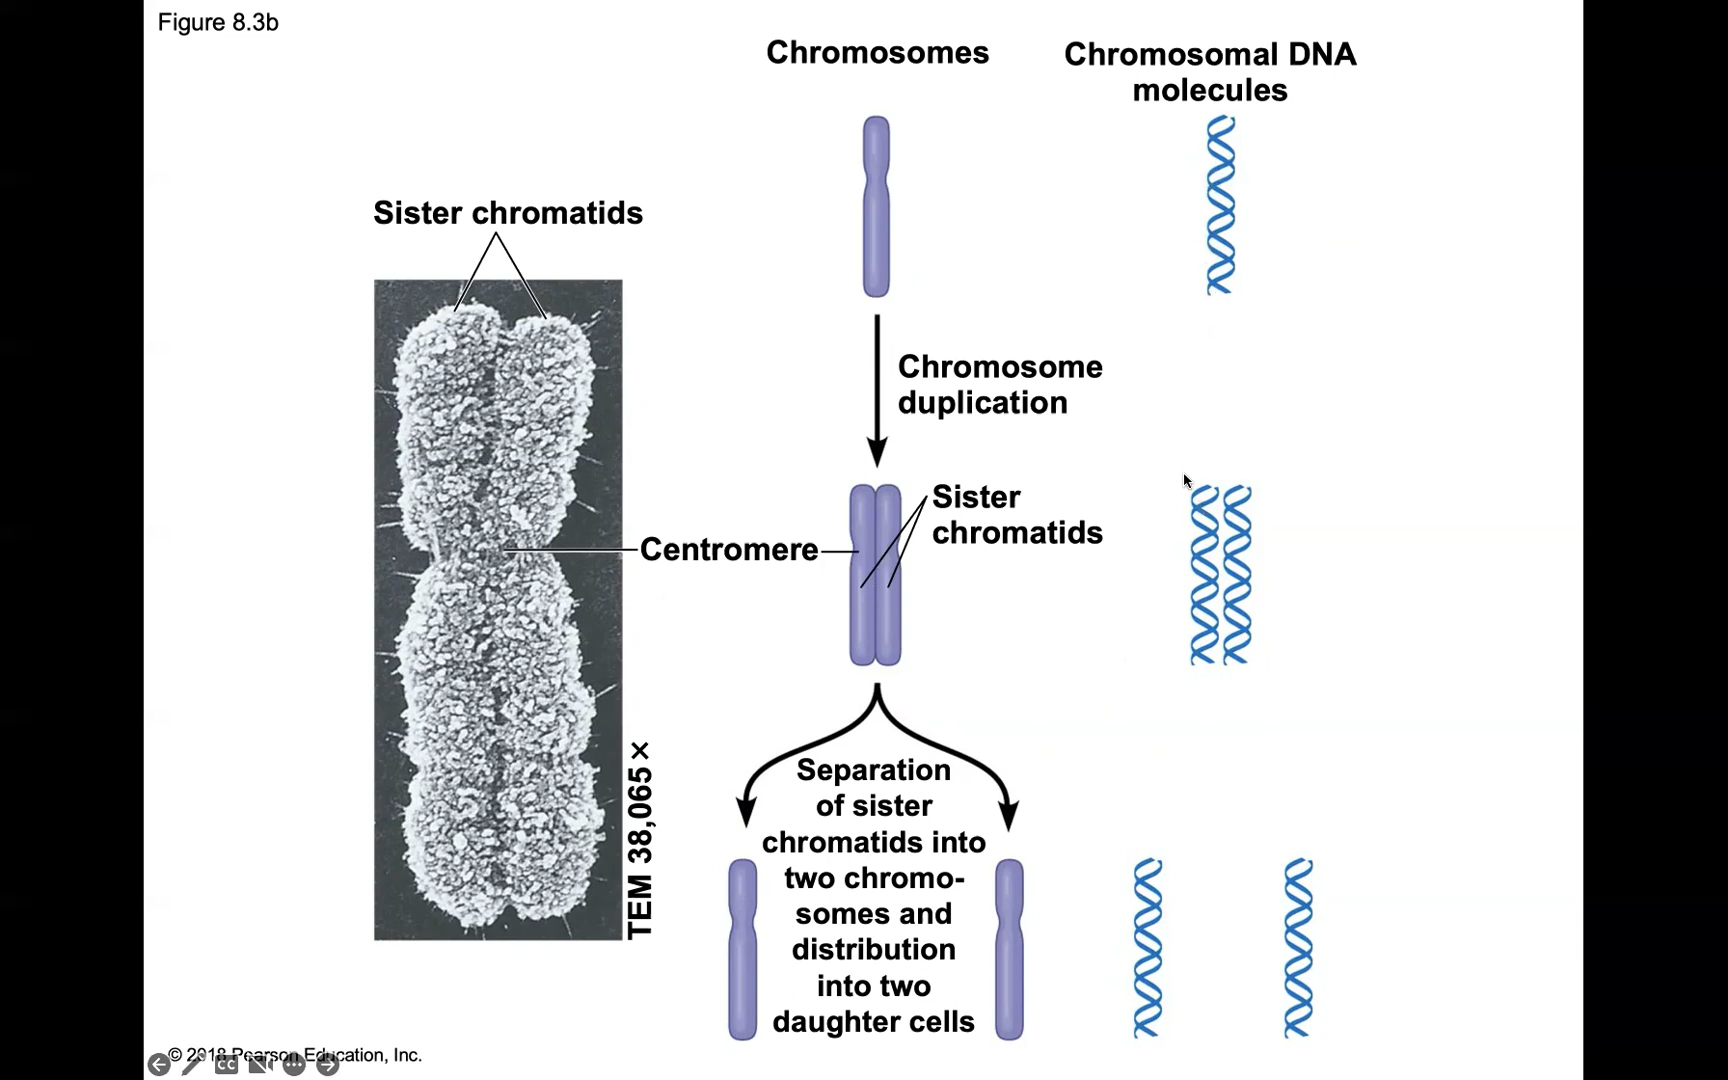 Figure 8.3b
Chromosomes
Chromosomal DNA
molecules
Sister chromatids
Chromosome
duplication
Sister
chromatids
Centromere
TEM 38,065×
Separation
of sister
chromatids into
two chromo-
somes and
distribution
into two
daughter cells
© 2018 Pearson Education, Inc.
CC